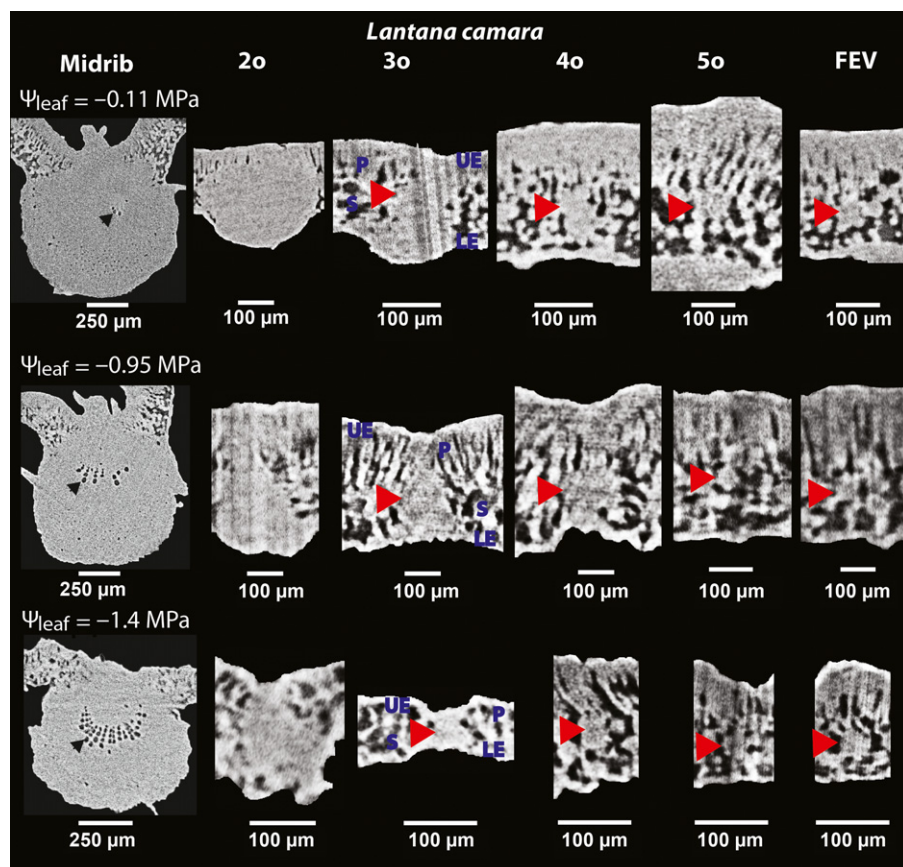 Lantana camara
Midrib 2o 3o 4o 5o FEV
Ψleaf = −0.11 MPa
P UE
S
LE
250 µm 100 µm 100 µm 100 µm 100 µm 100 µm
Ψleaf = −0.95 MPa
UE P
S
LE
250 µm 100 µm 100 µm 100 µm 100 µm 100 µm
Ψleaf = −1.4 MPa
UE P
S LE
250 µm 100 µm 100 µm 100 µm 100 µm 100 µm